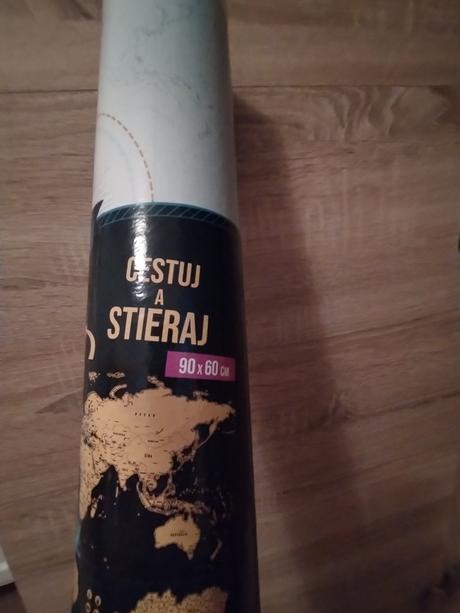 CESTUJ
A
STIERAJ
90 x 60 CM